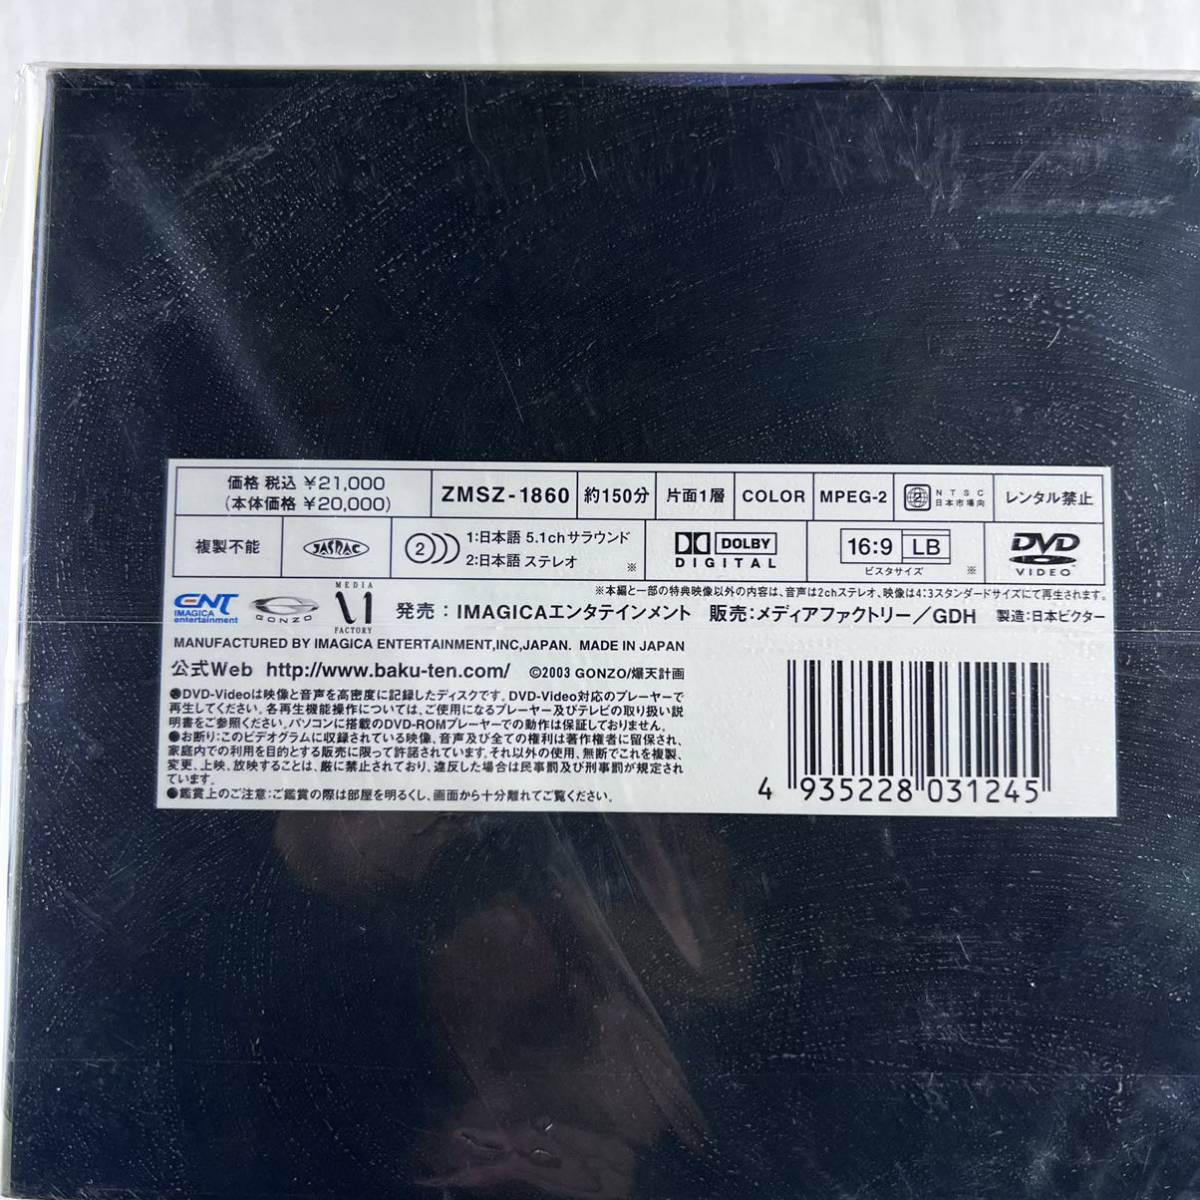 価格 税込 ¥21,000
(本体価格 ¥20,000)
ZMSZ-1860
約150分
片面1層
COLOR
MPEG-2
2
NTSC
日本市場向
レンタル禁止
複製不能
JASRAC
2
1:日本語 5.1chサラウンド
2:日本語 ステレオ ※
DOLBY
DIGITAL
16:9 LB
ビスタサイズ ※
DVD
VIDEO
※本編と一部の特典映像以外の内容は、音声は2chステレオ、映像は4:3スタンダードサイズにて再生されます。
ENT
IMAGICA
entertainment
GONZO
MEDIA
FACTORY
発売：IMAGICAエンタテインメント 販売：メディアファクトリー／GDH 製造：日本ビクター
MANUFACTURED BY IMAGICA ENTERTAINMENT,INC,JAPAN. MADE IN JAPAN
公式Web http://www.baku-ten.com/ ©2003 GONZO/爆天計画
●DVD-Videoは映像と音声を高密度に記録したディスクです。DVD-Video対応のプレーヤーで
再生してください。各再生機能操作については、ご使用になるプレーヤー及びテレビの取り扱い説
明書をご参照ください。パソコンに搭載のDVD-ROMプレーヤーでの動作は保証しておりません。
●お断り：このビデオグラムに収録されている映像、音声及び全ての権利は著作権者に留保され、
家庭内での利用を目的とする販売に限って許諾されています。それ以外の使用、無断でこれを複製、
変更、上映、放映することは、厳に禁止されており、違反した場合は民事罰及び刑事罰が規定され
ています。
●鑑賞上のご注意：ご鑑賞の際は部屋を明るくし、画面から十分離れてご覧ください。
4 935228 031245